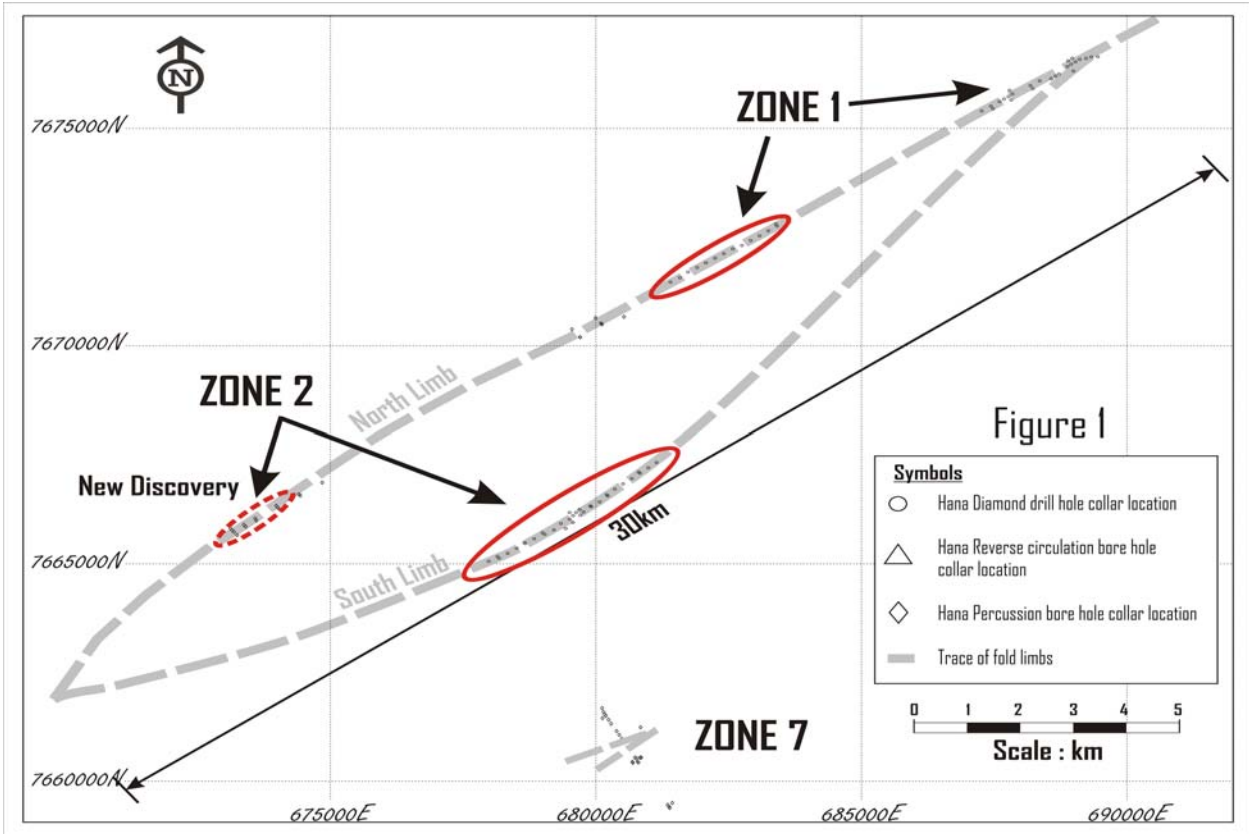 N
ZONE 1
7675000N
7670000N
ZONE 2
North Limb
New Discovery
Figure 1
Symbols
Hana Diamond drill hole collar location
Hana Reverse circulation bore hole
collar location
Hana Percussion bore hole collar location
Trace of fold limbs
30km
7665000N
South Limb
0 1 2 3 4 5
Scale : km
ZONE 7
7660000N
675000E
680000E
685000E
690000E